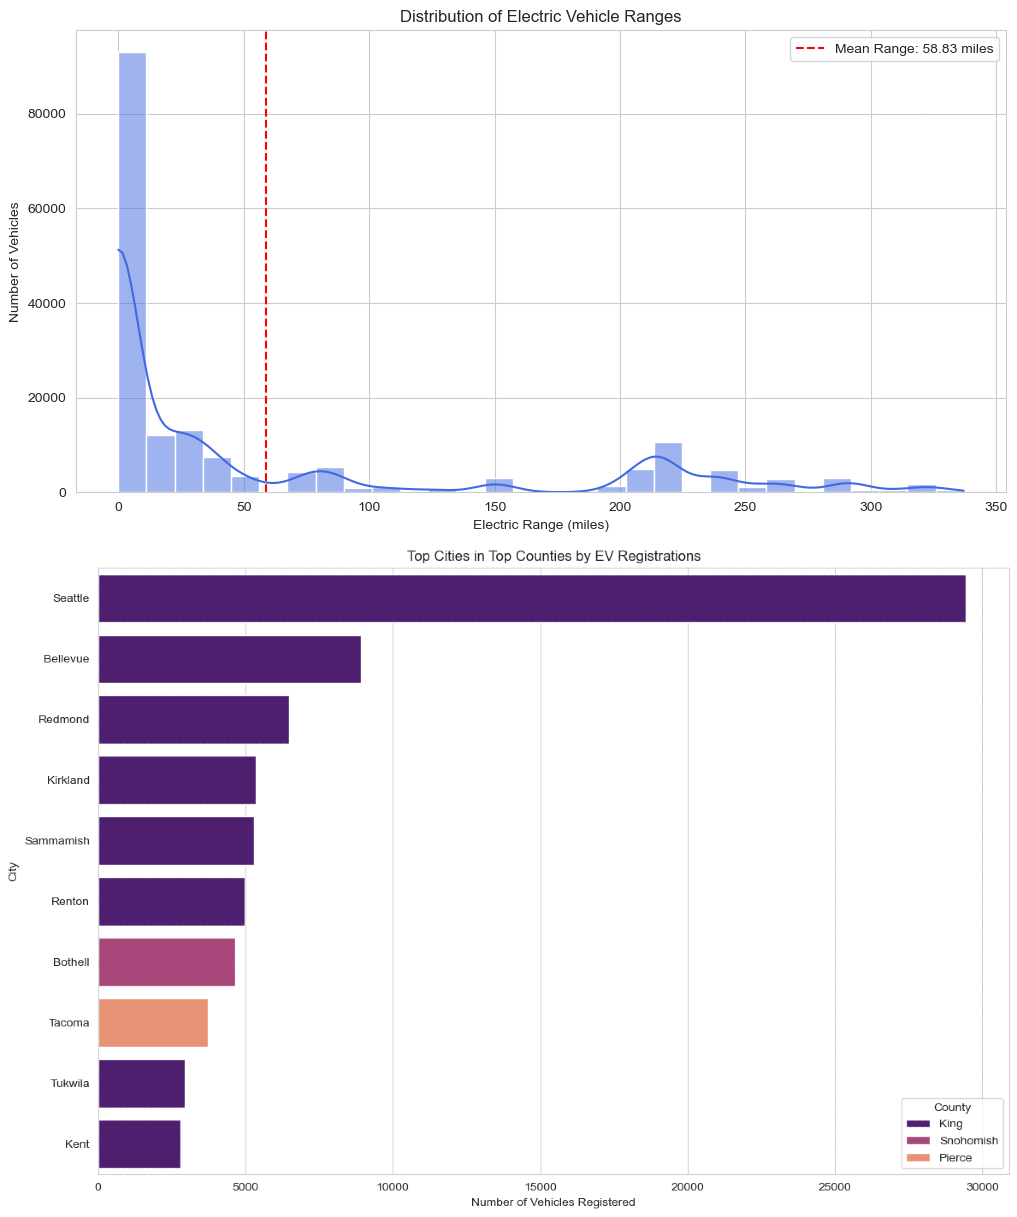 Distribution of Electric Vehicle Ranges
Mean Range: 58.83 miles
Number of Vehicles
80000
60000
40000
20000
0
0 50 100 150 200 250 300 350
Electric Range (miles)
Top Cities in Top Counties by EV Registrations
City
Seattle
Bellevue
Redmond
Kirkland
Sammamish
Renton
Bothell
Tacoma
Tukwila
Kent
County
King
Snohomish
Pierce
0 5000 10000 15000 20000 25000 30000
Number of Vehicles Registered